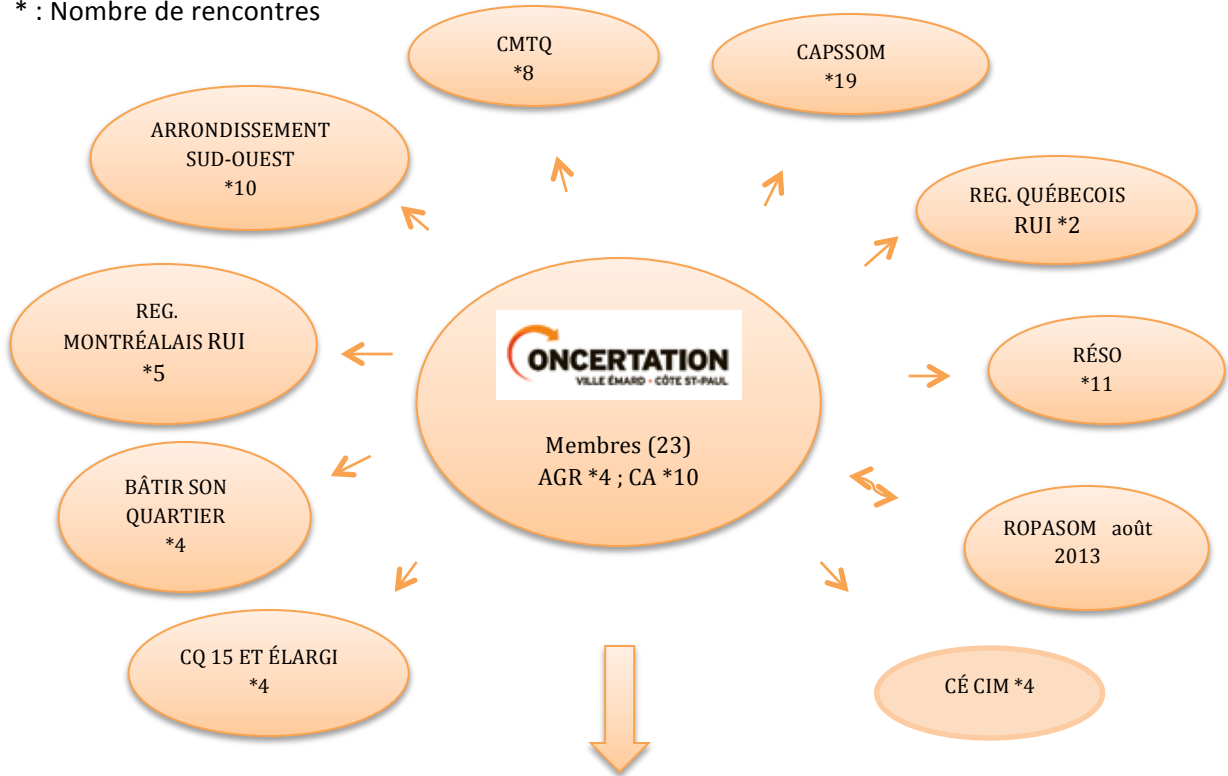 * : Nombre de rencontres
CMTQ
*8
CAPSSOM
*19
ARRONDISSEMENT
SUD-OUEST
*10
REG. QUÉBECOIS
RUI *2
REG.
MONTRÉALAIS RUI
*5
RÉSO
*11
ONCERTATION
VILLE ÉMARD • CÔTE ST-PAUL
Membres (23)
AGR *4 ; CA *10
BÂTIR SON
QUARTIER
*4
ROPASOM août
2013
CQ 15 ET ÉLARGI
*4
CÉ CIM *4